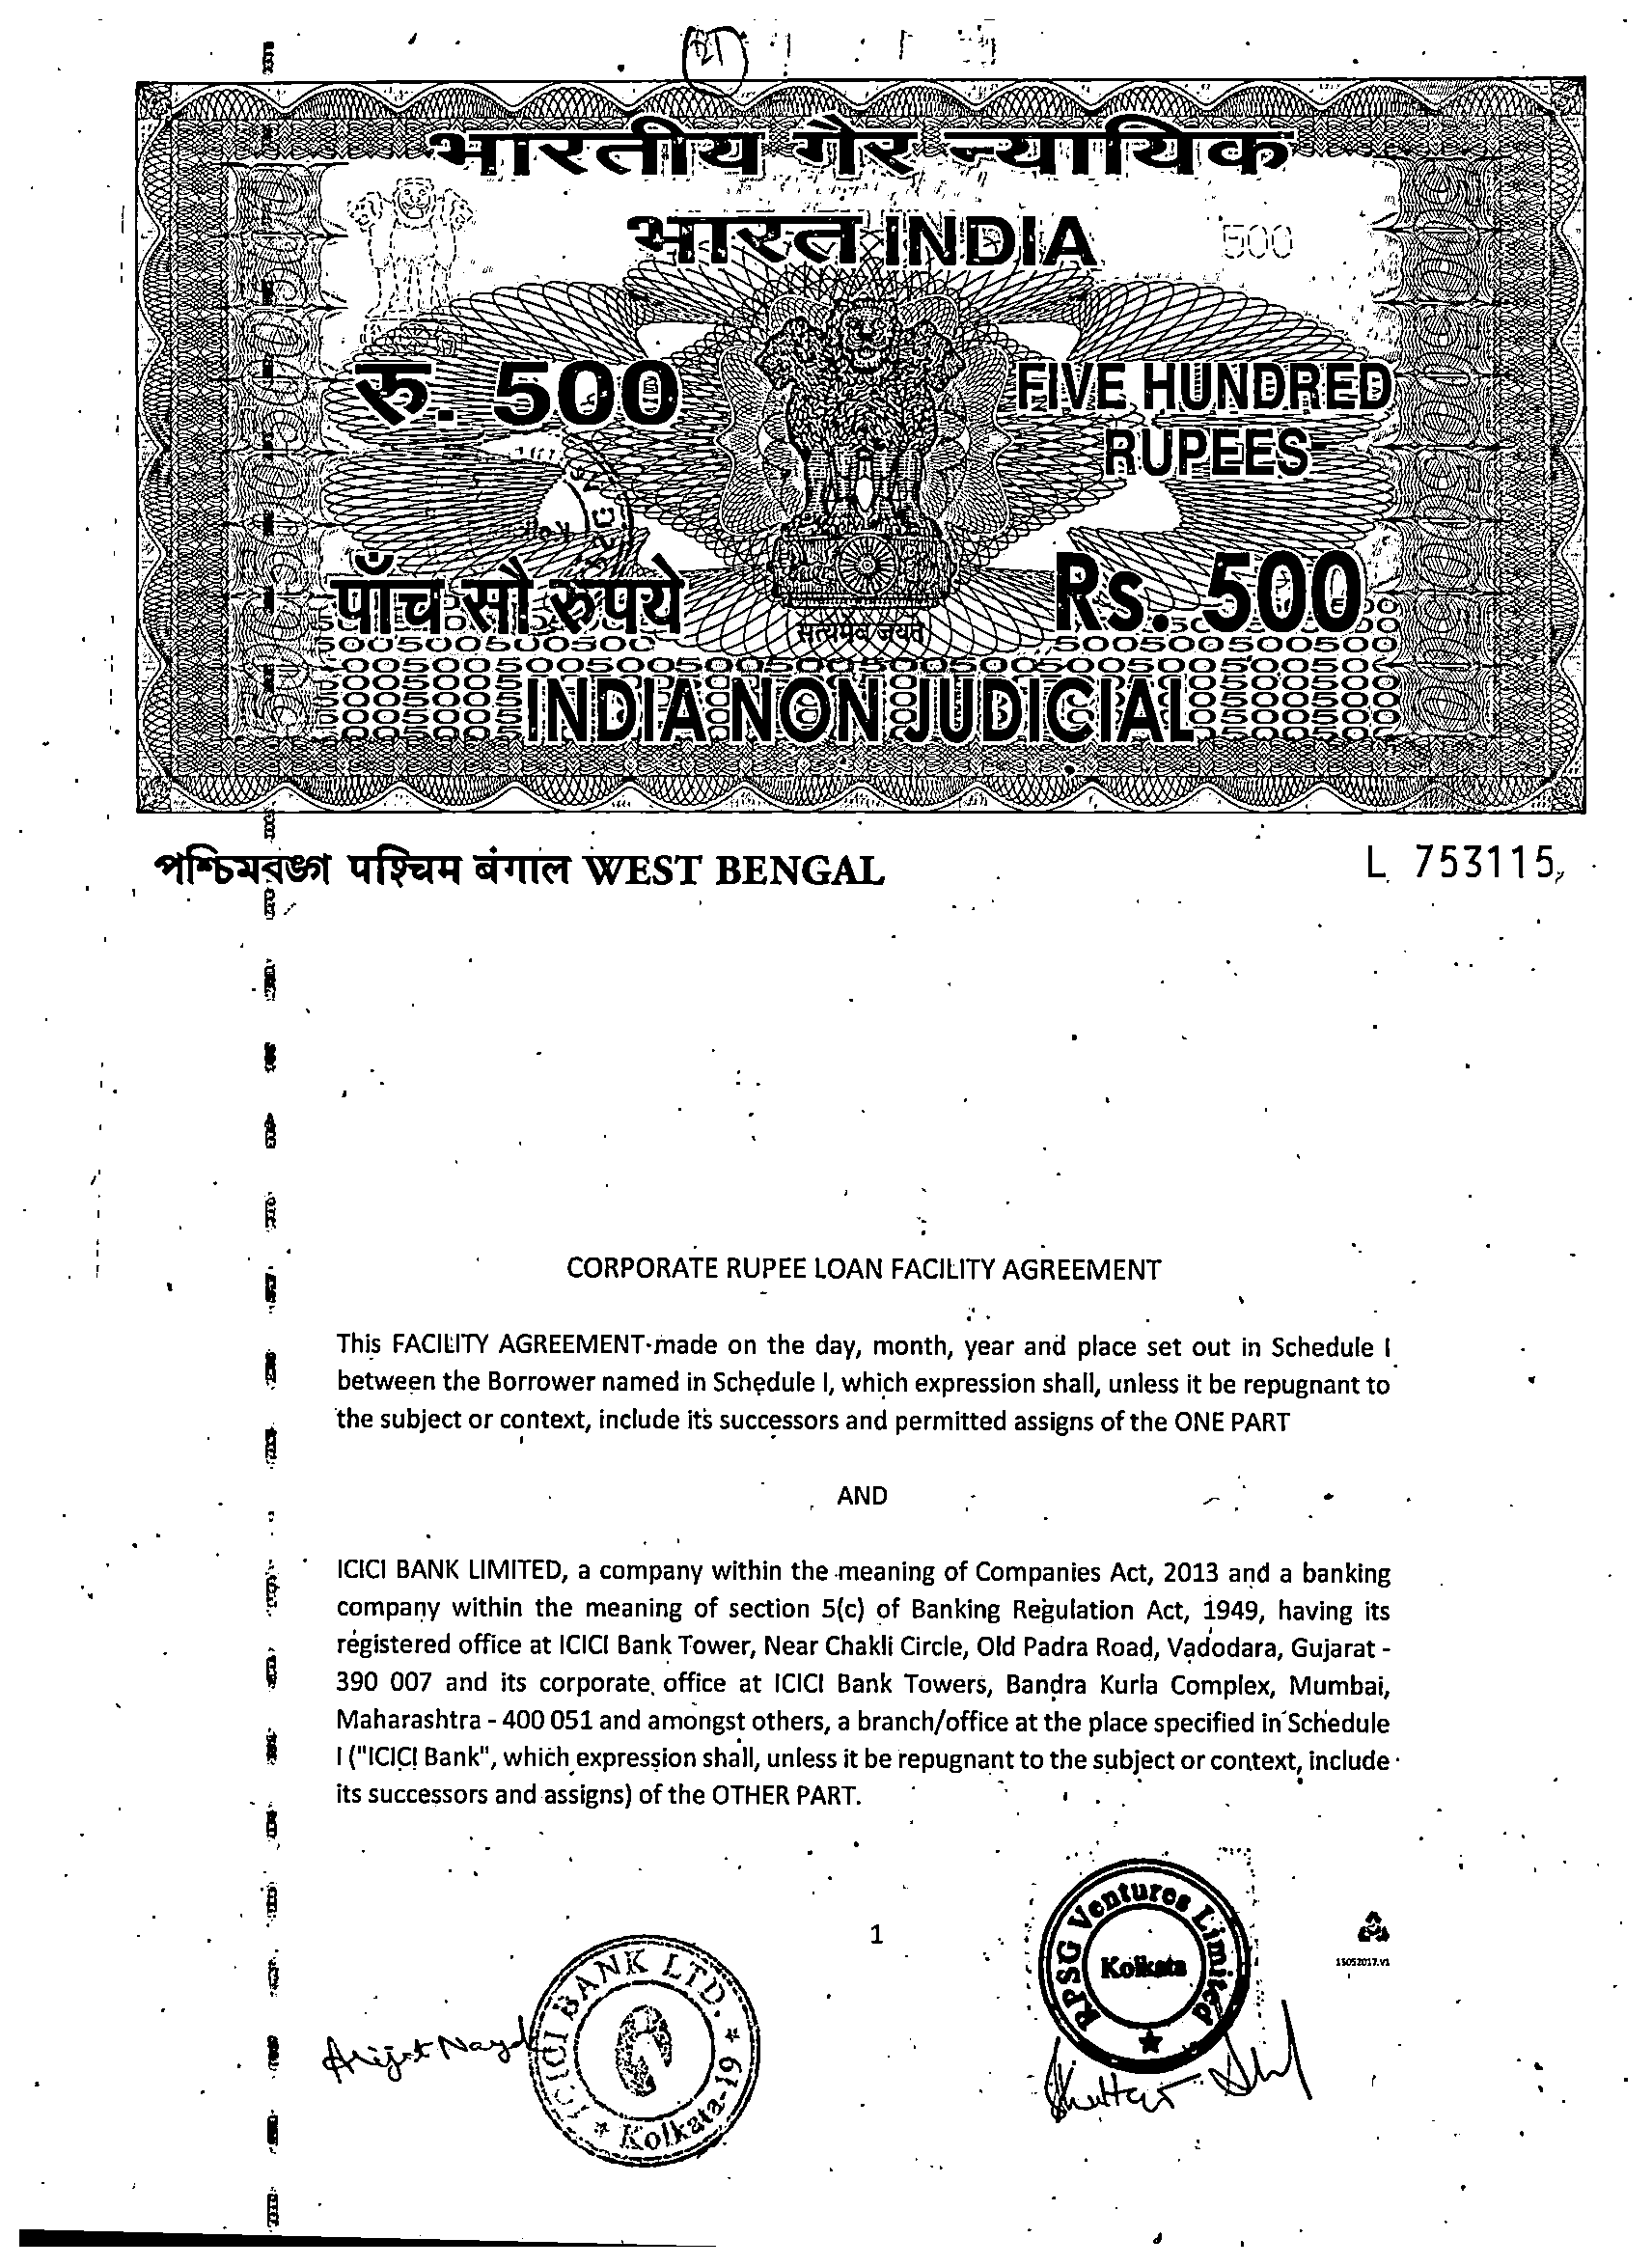 21
भारतीय गैर न्यायिक
भारत INDIA
500
रु. 500
FIVE HUNDRED
RUPEES
पाँच सौ रुपये
Rs. 500
सत्यमेव जयते
INDIA NON JUDICIAL
পশ্চিমবঙ্গ पश्चिम बंगाल WEST BENGAL
L 753115
CORPORATE RUPEE LOAN FACILITY AGREEMENT
This FACILITY AGREEMENT made on the day, month, year and place set out in Schedule I
between the Borrower named in Schedule I, which expression shall, unless it be repugnant to
the subject or context, include its successors and permitted assigns of the ONE PART
AND
ICICI BANK LIMITED, a company within the meaning of Companies Act, 2013 and a banking
company within the meaning of section 5(c) of Banking Regulation Act, 1949, having its
registered office at ICICI Bank Tower, Near Chakli Circle, Old Padra Road, Vadodara, Gujarat -
390 007 and its corporate office at ICICI Bank Towers, Bandra Kurla Complex, Mumbai,
Maharashtra - 400 051 and amongst others, a branch/office at the place specified in Schedule
I ("ICICI Bank", which expression shall, unless it be repugnant to the subject or context, include
its successors and assigns) of the OTHER PART.
1
RPSG Ventures Limited
Kolkata
15052017.V1
ICICI BANK LTD.
Kolkata-19